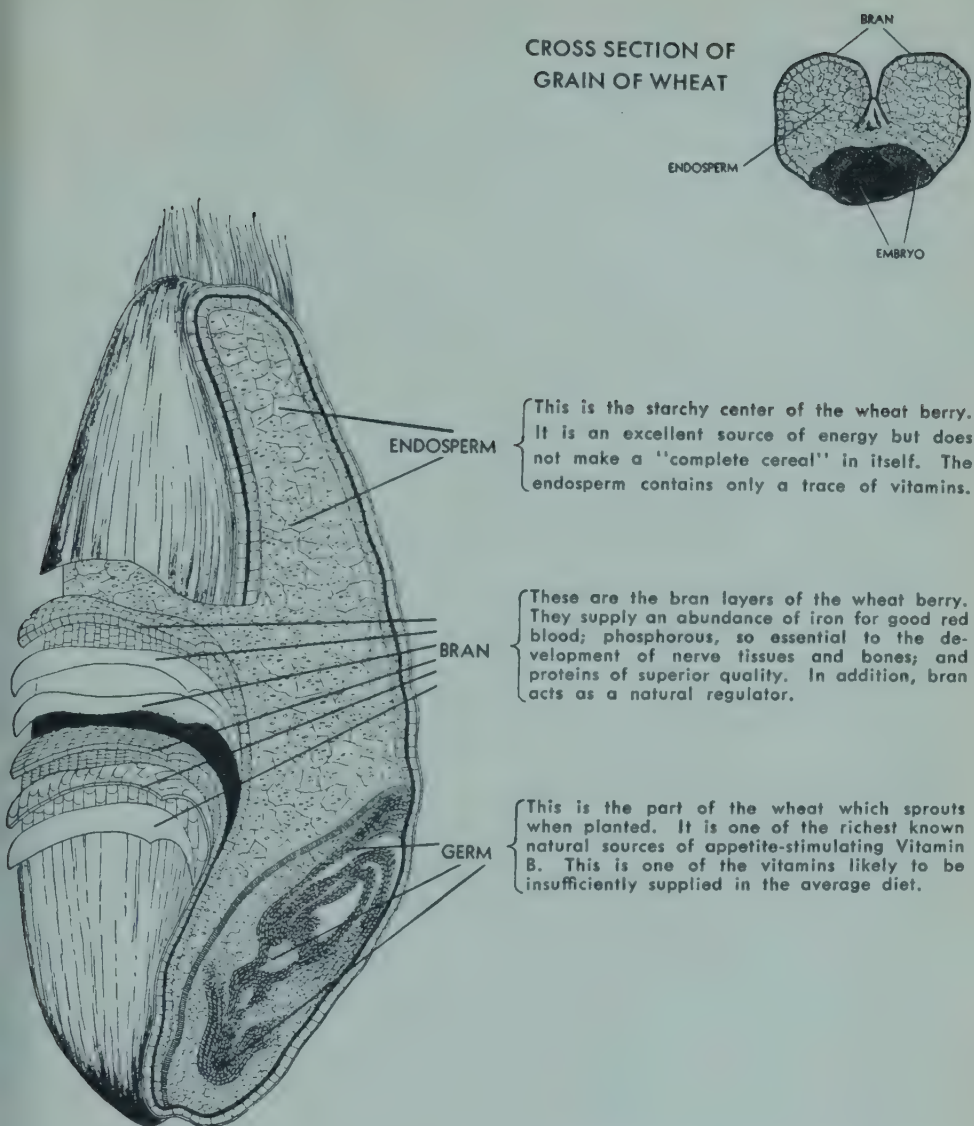 BRAN
CROSS SECTION OF
GRAIN OF WHEAT
ENDOSPERM
EMBRYO
ENDOSPERM
This is the starchy center of the wheat berry.
It is an excellent source of energy but does
not make a "complete cereal" in itself. The
endosperm contains only a trace of vitamins.
BRAN
These are the bran layers of the wheat berry.
They supply an abundance of iron for good red
blood; phosphorous, so essential to the de-
velopment of nerve tissues and bones; and
proteins of superior quality. In addition, bran
acts as a natural regulator.
GERM
This is the part of the wheat which sprouts
when planted. It is one of the richest known
natural sources of appetite-stimulating Vitamin
B. This is one of the vitamins likely to be
insufficiently supplied in the average diet.